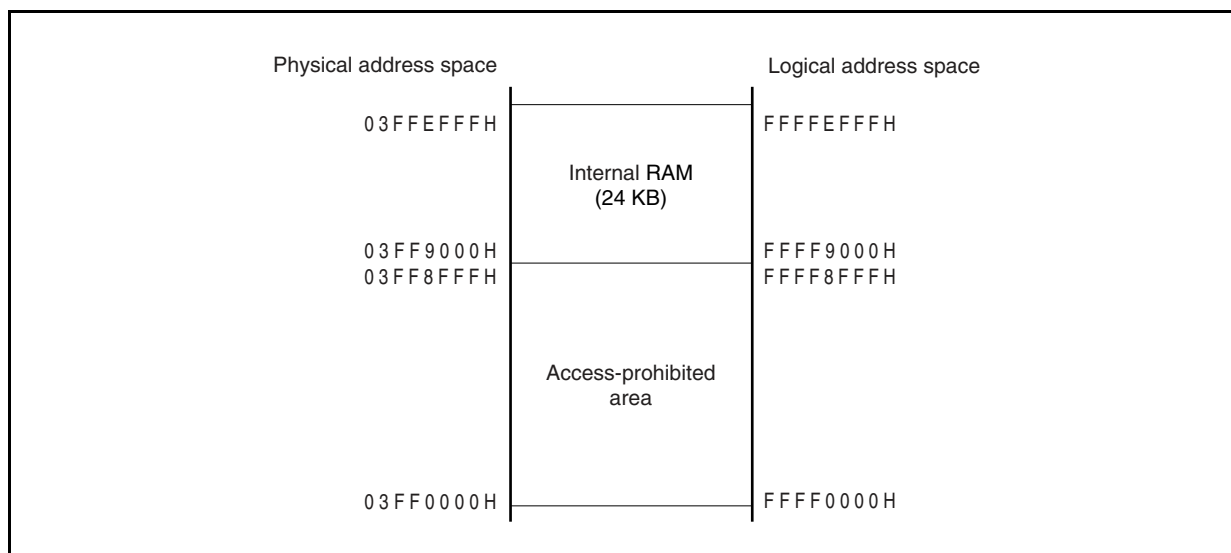 Physical address space
Logical address space
03FFEFFFH
FFFFEFFFH
Internal RAM
(24 KB)
03FF9000H
FFFF9000H
03FF8FFFH
FFFF8FFFH
Access-prohibited
area
03FF0000H
FFFF0000H